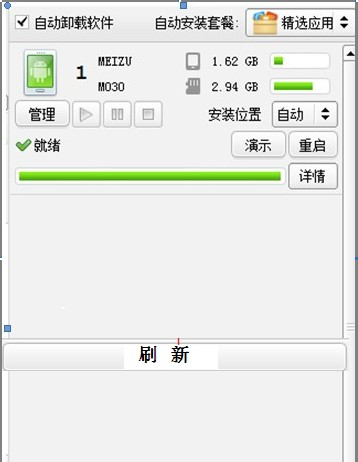 自动卸载软件 自动安装套餐: 精选应用
1 MEIZU 1.62 GB
M030 2.94 GB
管理 安装位置 自动
就绪 演示 重启
详情
刷 新